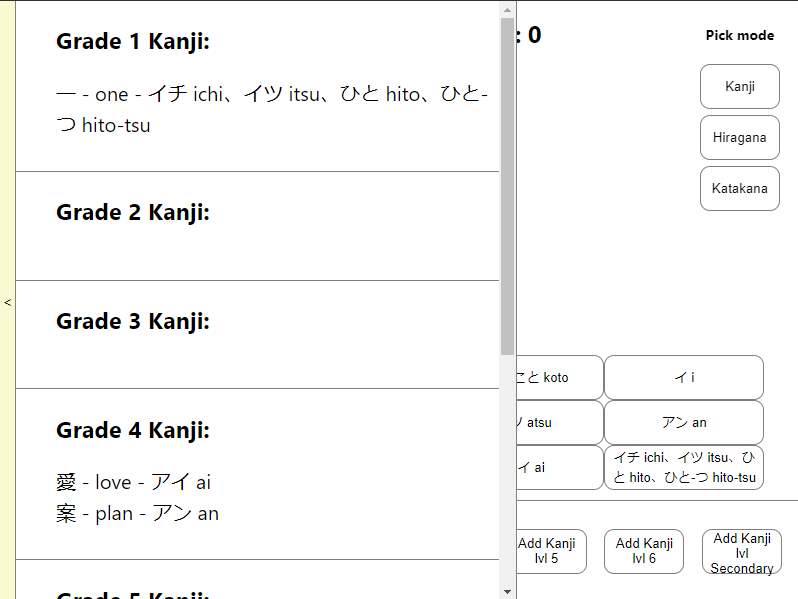 Grade 1 Kanji:
一 - one - イチ ichi、イツ itsu、ひと hito、ひと-
つ hito-tsu
Grade 2 Kanji:
Grade 3 Kanji:
<
Grade 4 Kanji:
愛 - love - アイ ai
案 - plan - アン an
: 0
Pick mode
Kanji
Hiragana
Katakana
こと koto
イ i
ツ atsu
アン an
イ ai
イチ ichi、イツ itsu、ひ
と hito、ひと-つ hito-tsu
Add Kanji
lvl 5
Add Kanji
lvl 6
Add Kanji
lvl
Secondary
Grade 5 Kanji: